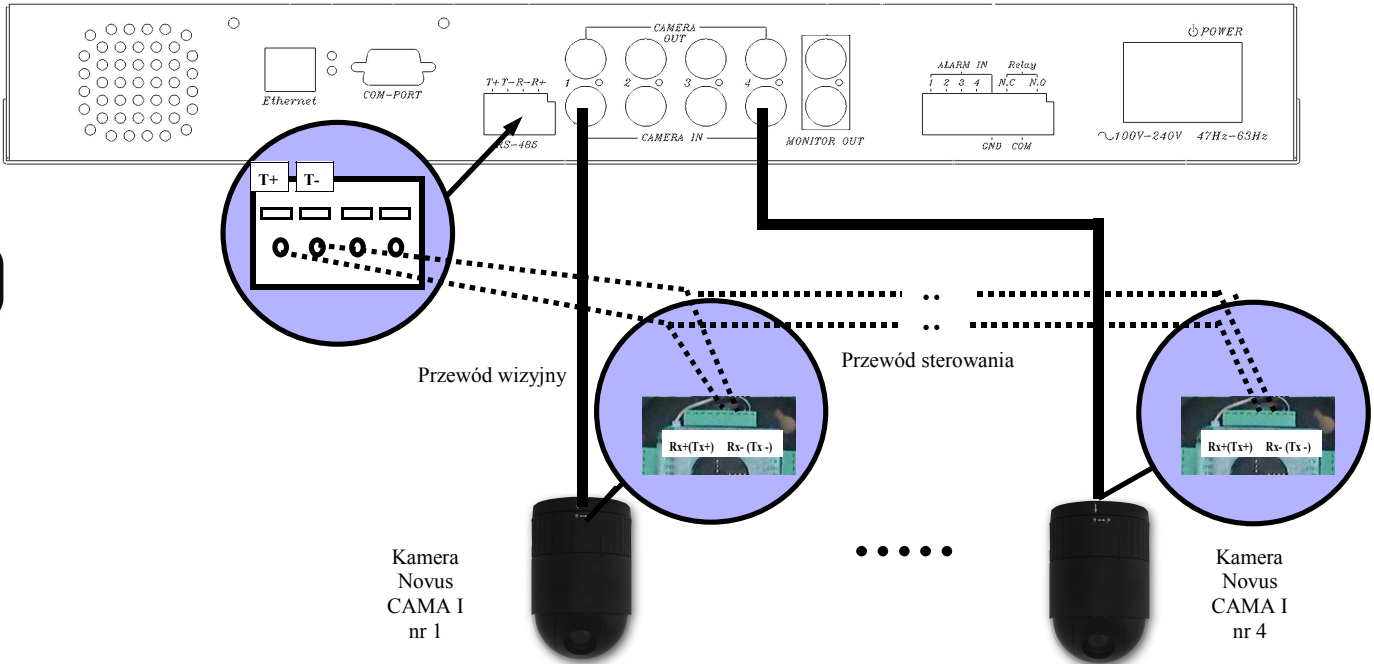 POWER
CAMERA
OUT
ALARM IN Relay
1 2 3 4 N.C N.O
T+T-R-R+
1 2 3 4
Ethernet
COM-PORT
RS-485
CAMERA IN
MONITOR OUT
GND COM
100V-240V 47Hz-63Hz
T+ T-
Przewód wizyjny
Przewód sterowania
Rx+(Tx+) Rx- (Tx -)
Rx+(Tx+) Rx- (Tx -)
Kamera
Novus
CAMA I
nr 1
Kamera
Novus
CAMA I
nr 4